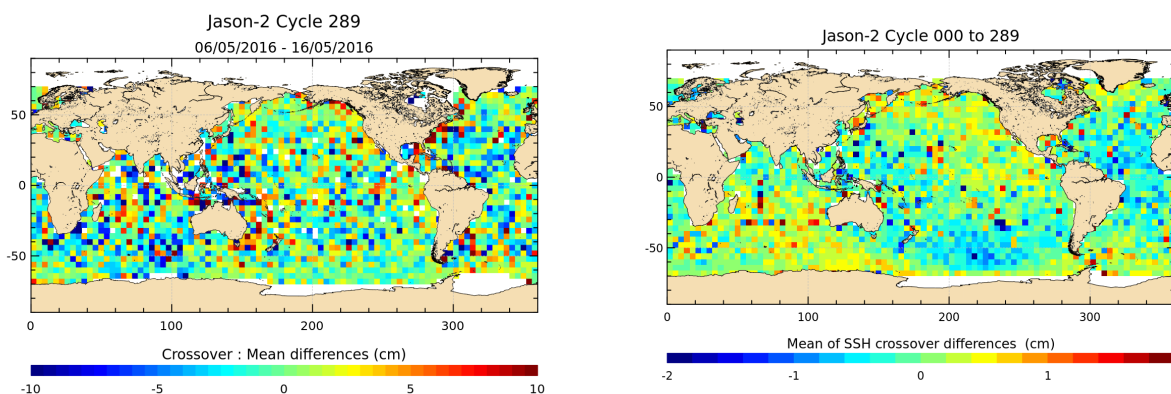 Jason-2 Cycle 289
06/05/2016 - 16/05/2016
50
0
-50
0 100 200 300
Crossover : Mean differences (cm)
-10 -5 0 5 10
Jason-2 Cycle 000 to 289
50
0
-50
0 100 200 300
Mean of SSH crossover differences (cm)
-2 -1 0 1